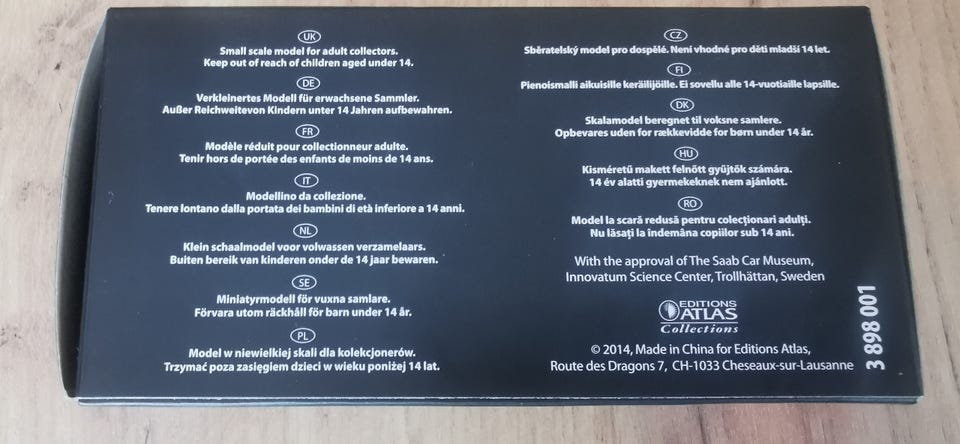 UK
Small scale model for adult collectors.
Keep out of reach of children aged under 14.
DE
Verkleinertes Modell für erwachsene Sammler.
Außer Reichweitevon Kindern unter 14 Jahren aufbewahren.
FR
Modèle réduit pour collectionneur adulte.
Tenir hors de portée des enfants de moins de 14 ans.
IT
Modellino da collezione.
Tenere lontano dalla portata dei bambini di età inferiore a 14 anni.
NL
Klein schaalmodel voor volwassen verzamelaars.
Buiten bereik van kinderen onder de 14 jaar bewaren.
SE
Miniatyrmodell för vuxna samlare.
Förvara utom räckhåll för barn under 14 år.
PL
Model w niewielkiej skali dla kolekcjonerów.
Trzymać poza zasięgiem dzieci w wieku poniżej 14 lat.
CZ
Sběratelský model pro dospělé. Není vhodné pro děti mladší 14 let.
FI
Pienoismalli aikuisille keräilijöille. Ei sovellu alle 14-vuotiaille lapsille.
DK
Skalamodel beregnet til voksne samlere.
Opbevares uden for rækkevidde for børn under 14 år.
HU
Kisméretű makett felnőtt gyűjtők számára.
14 év alatti gyermekeknek nem ajánlott.
RO
Model la scară redusă pentru colecționari adulți.
Nu lăsați la îndemâna copiilor sub 14 ani.
With the approval of The Saab Car Museum,
Innovatum Science Center, Trollhättan, Sweden
EDITIONS
ATLAS
Collections
© 2014, Made in China for Editions Atlas,
Route des Dragons 7, CH-1033 Cheseaux-sur-Lausanne
3 898 001